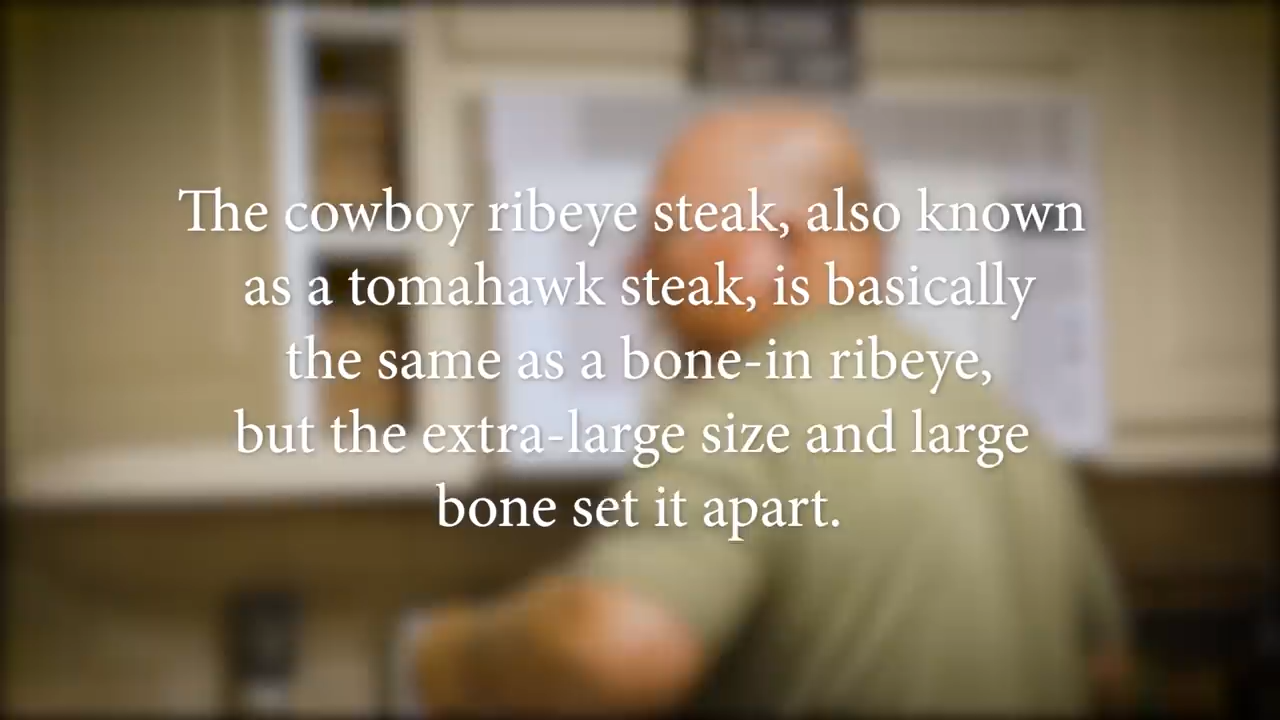 The cowboy ribeye steak, also known
as a tomahawk steak, is basically
the same as a bone-in ribeye,
but the extra-large size and large
bone set it apart.